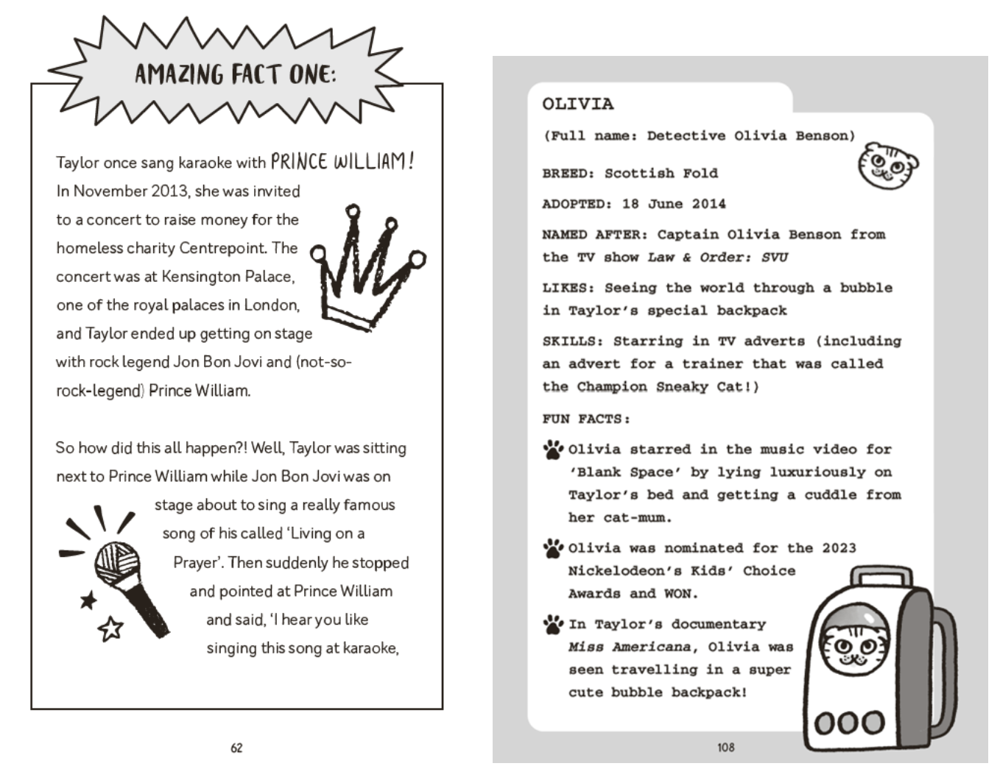 AMAZING FACT ONE:
Taylor once sang karaoke with PRINCE WILLIAM!
In November 2013, she was invited
to a concert to raise money for the
homeless charity Centrepoint. The
concert was at Kensington Palace,
one of the royal palaces in London,
and Taylor ended up getting on stage
with rock legend Jon Bon Jovi and (not-so-
rock-legend) Prince William.
So how did this all happen?! Well, Taylor was sitting
next to Prince William while Jon Bon Jovi was on
stage about to sing a really famous
song of his called ‘Living on a
Prayer’. Then suddenly he stopped
and pointed at Prince William
and said, ‘I hear you like
singing this song at karaoke,
62
OLIVIA
(Full name: Detective Olivia Benson)
BREED: Scottish Fold
ADOPTED: 18 June 2014
NAMED AFTER: Captain Olivia Benson from
the TV show Law & Order: SVU
LIKES: Seeing the world through a bubble
in Taylor’s special backpack
SKILLS: Starring in TV adverts (including
an advert for a trainer that was called
the Champion Sneaky Cat!)
FUN FACTS:
Olivia starred in the music video for
‘Blank Space’ by lying luxuriously on
Taylor’s bed and getting a cuddle from
her cat-mum.
Olivia was nominated for the 2023
Nickelodeon’s Kids’ Choice
Awards and WON.
In Taylor’s documentary
Miss Americana, Olivia was
seen travelling in a super
cute bubble backpack!
108